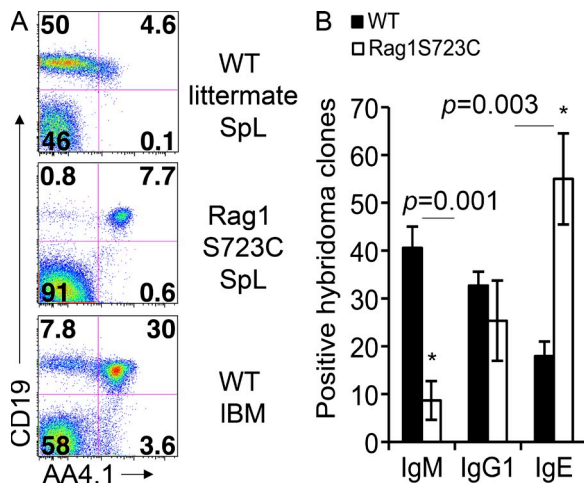 A
50 4.6
46 0.1
WT
littermate
SpL
0.8 7.7
91 0.6
Rag1
S723C
SpL
7.8 30
58 3.6
WT
IBM
CD19
AA4.1
B
WT
Rag1S723C
Positive hybridoma clones
70
60
50
40
30
20
10
0
p=0.003
*
p=0.001
*
IgM IgG1 IgE